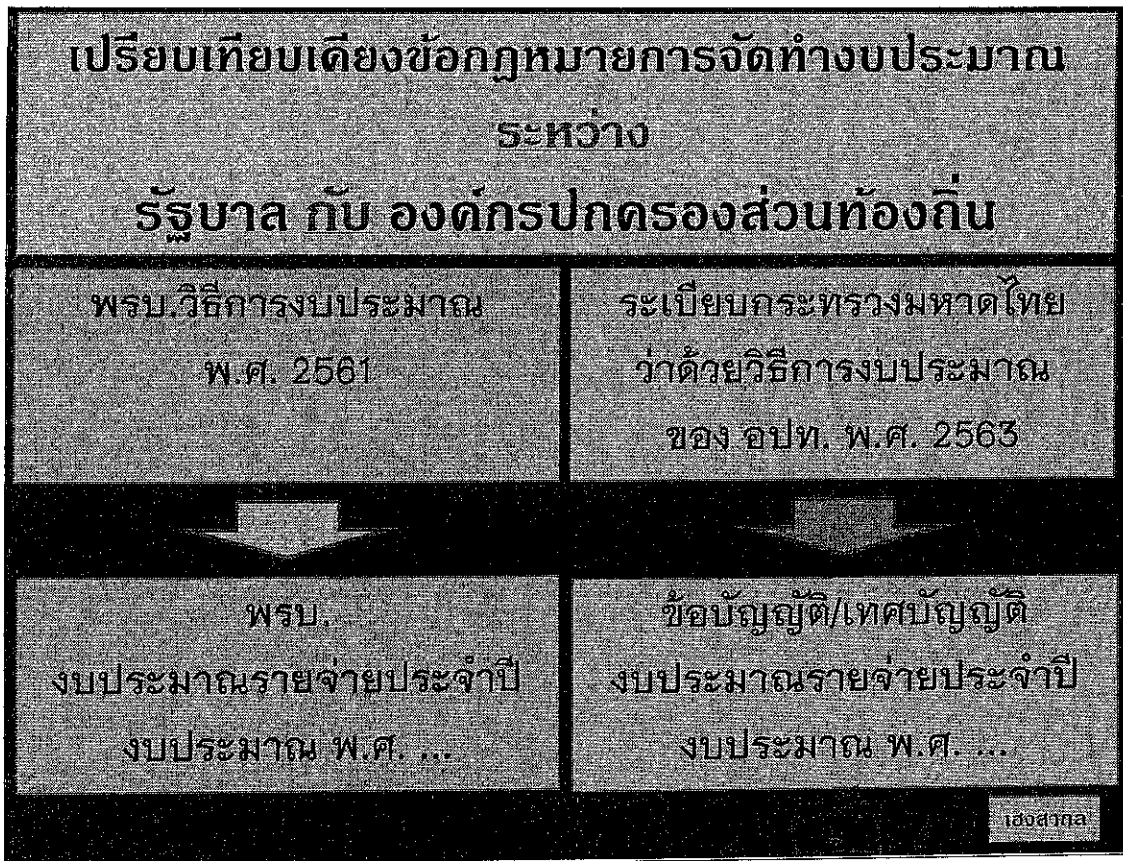 เปรียบเทียบเคียงข้อกฎหมายการจัดทำงบประมาณ
ระหว่าง
รัฐบาล กับ องค์กรปกครองส่วนท้องถิ่น
พรบ.วิธีการงบประมาณ
พ.ศ. 2561
ระเบียบกระทรวงมหาดไทย
ว่าด้วยวิธีการงบประมาณ
ของ อปท. พ.ศ. 2563
พรบ.
งบประมาณรายจ่ายประจำปี
งบประมาณ พ.ศ. ...
ข้อบัญญัติ/เทศบัญญัติ
งบประมาณรายจ่ายประจำปี
งบประมาณ พ.ศ. ...